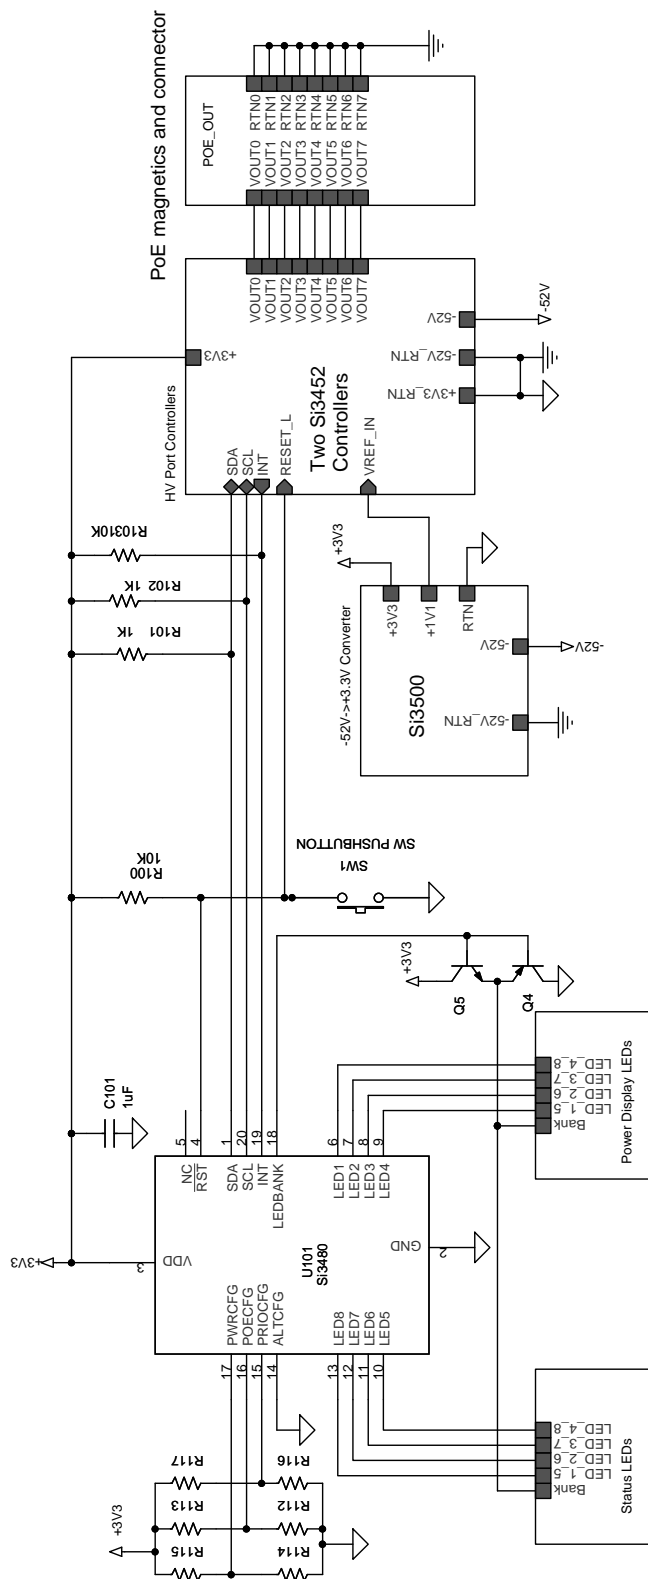 PoE magnetics and connector
POE_OUT
RTN0
RTN1
RTN2
RTN3
RTN4
RTN5
RTN6
RTN7
VOUT0
VOUT1
VOUT2
VOUT3
VOUT4
VOUT5
VOUT6
VOUT7
HV Port Controllers
+3V3
VOUT0
VOUT1
VOUT2
VOUT3
VOUT4
VOUT5
VOUT6
VOUT7
-52V
-52V_RTN
+3V3_RTN
-52V
Two Si3452
Controllers
SDA
SCL
INT
RESET_L
VREF_IN
R103 10K
R102 1K
R101 1K
-52V->+3.3V Converter
Si3500
+3V3
+3V3
+1V1
RTN
-52V
-52V_RTN
-52V
R100
10K
SW1
SW PUSHBUTTON
C101
1uF
+3V3
Q5
Q4
+3V3
U101
Si3480
VDD
3
GND
2
NC
5
RST
4
SDA
1
SCL
20
INT
19
LEDBANK
18
LED1
6
LED2
7
LED3
8
LED4
9
PWRCFG
17
POECFG
16
PRIOCFG
15
ALTCFG
14
LED8
13
LED7
12
LED6
11
LED5
10
Power Display LEDs
LED_4_8
LED_3_7
LED_2_6
LED_1_5
Bank
Status LEDs
LED_4_8
LED_3_7
LED_2_6
LED_1_5
Bank
+3V3
R117
R113
R115
R116
R112
R114